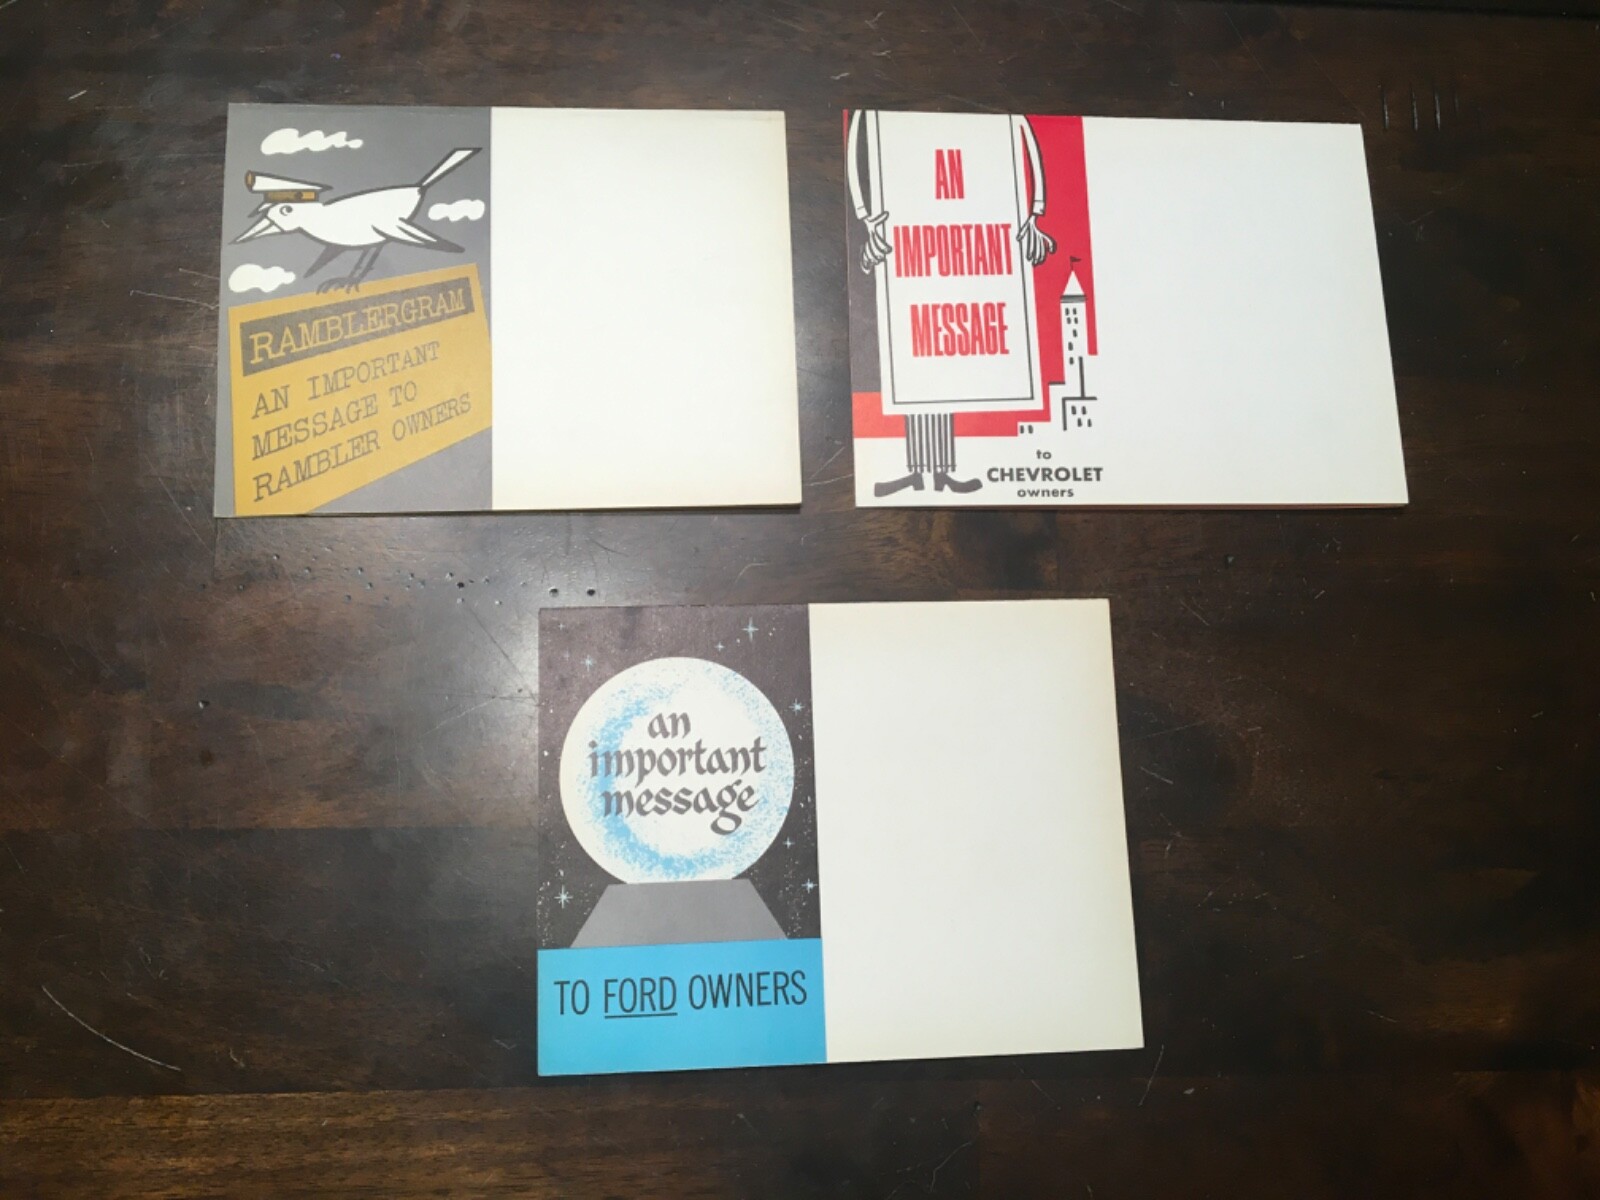 RAMBLERGRAM
AN IMPORTANT
MESSAGE TO
RAMBLER OWNERS
AN
IMPORTANT
MESSAGE
to
CHEVROLET
owners
an
important
message
TO FORD OWNERS